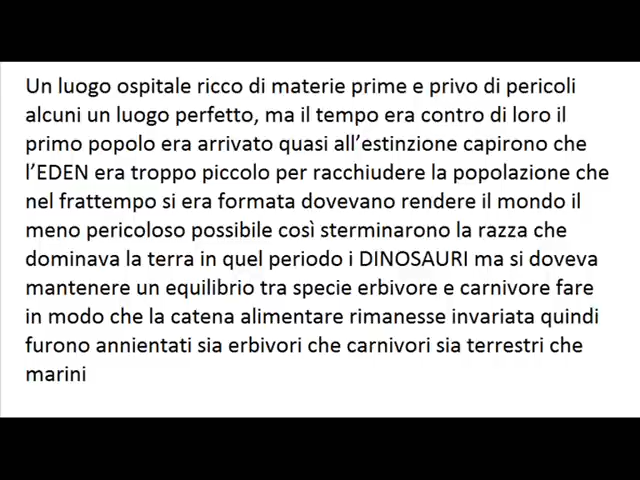 Un luogo ospitale ricco di materie prime e privo di pericoli
alcuni un luogo perfetto, ma il tempo era contro di loro il
primo popolo era arrivato quasi all’estinzione capirono che
l’EDEN era troppo piccolo per racchiudere la popolazione che
nel frattempo si era formata dovevano rendere il mondo il
meno pericoloso possibile così sterminarono la razza che
dominava la terra in quel periodo i DINOSAURI ma si doveva
mantenere un equilibrio tra specie erbivore e carnivore fare
in modo che la catena alimentare rimanesse invariata quindi
furono annientati sia erbivori che carnivori sia terrestri che
marini